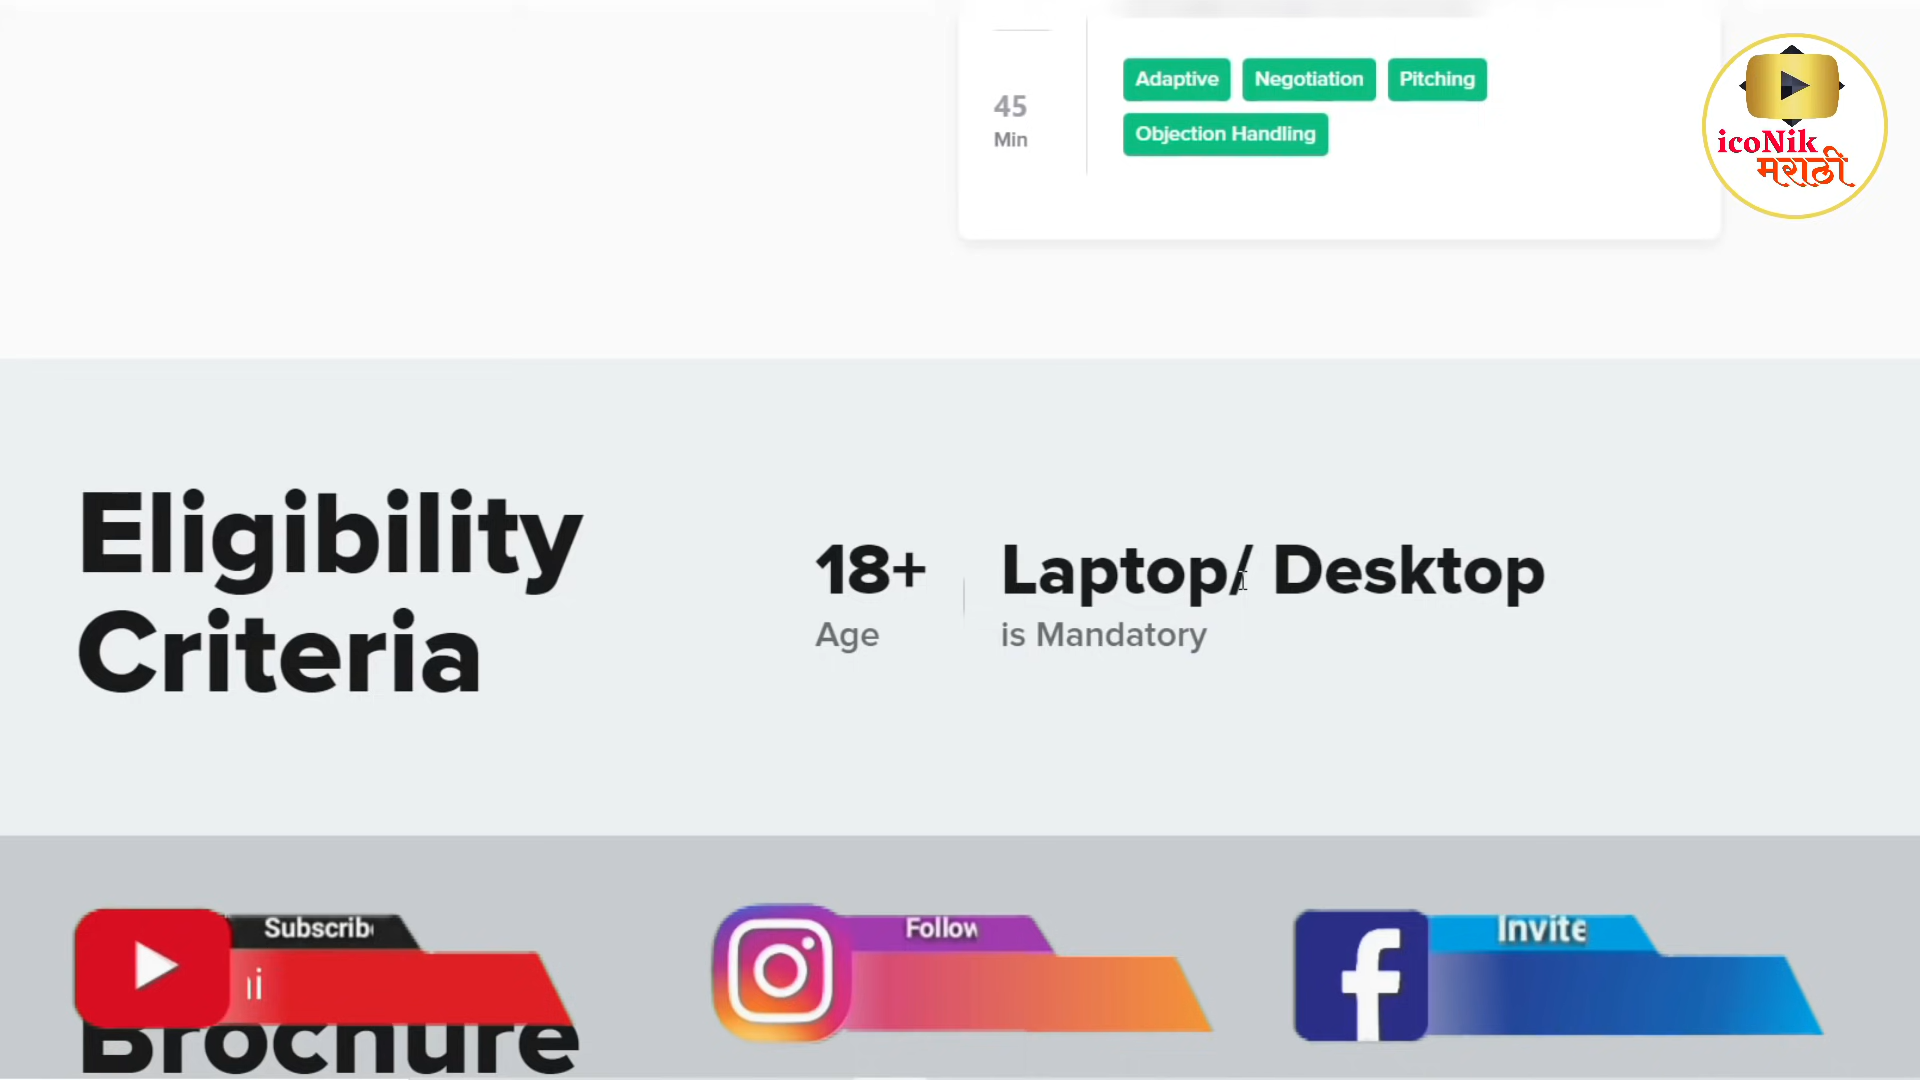 Adaptive Negotiation Pitching
45
Min
Objection Handling
icoNik
मराठी
Eligibility
Criteria
18+
Age
Laptop/ Desktop
is Mandatory
Subscrib
Follow
Invite
Brochure